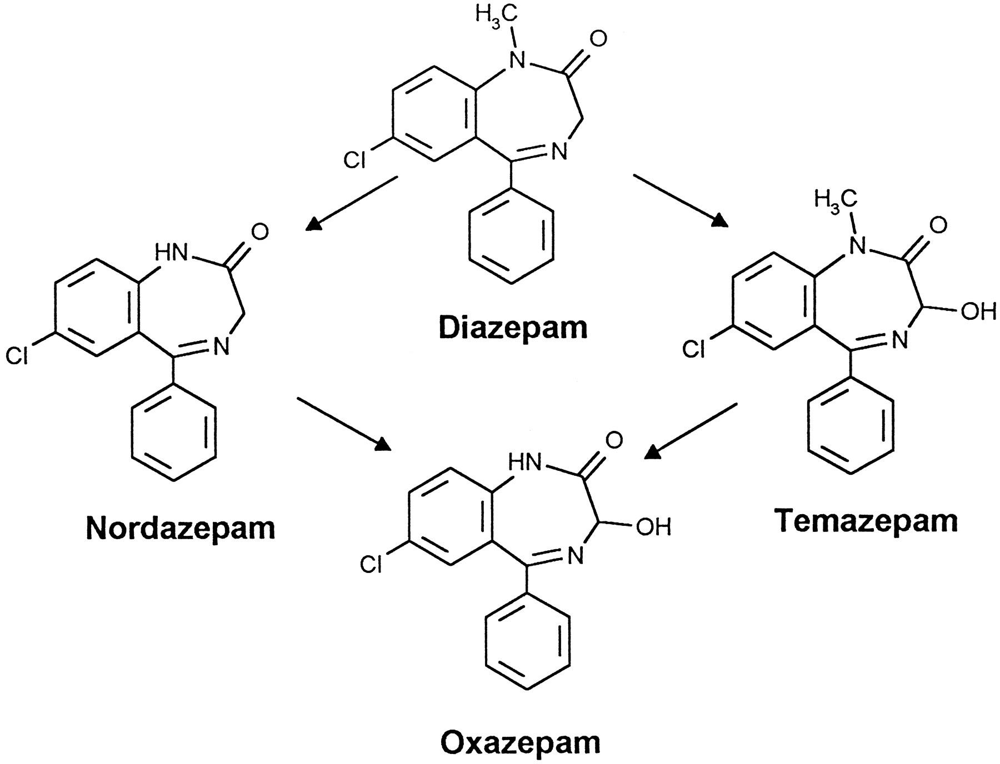 H₃C
N
O
Cl
N
Diazepam
HN
O
Cl
N
Nordazepam
H₃C
N
O
OH
Cl
N
Temazepam
HN
O
OH
Cl
N
Oxazepam